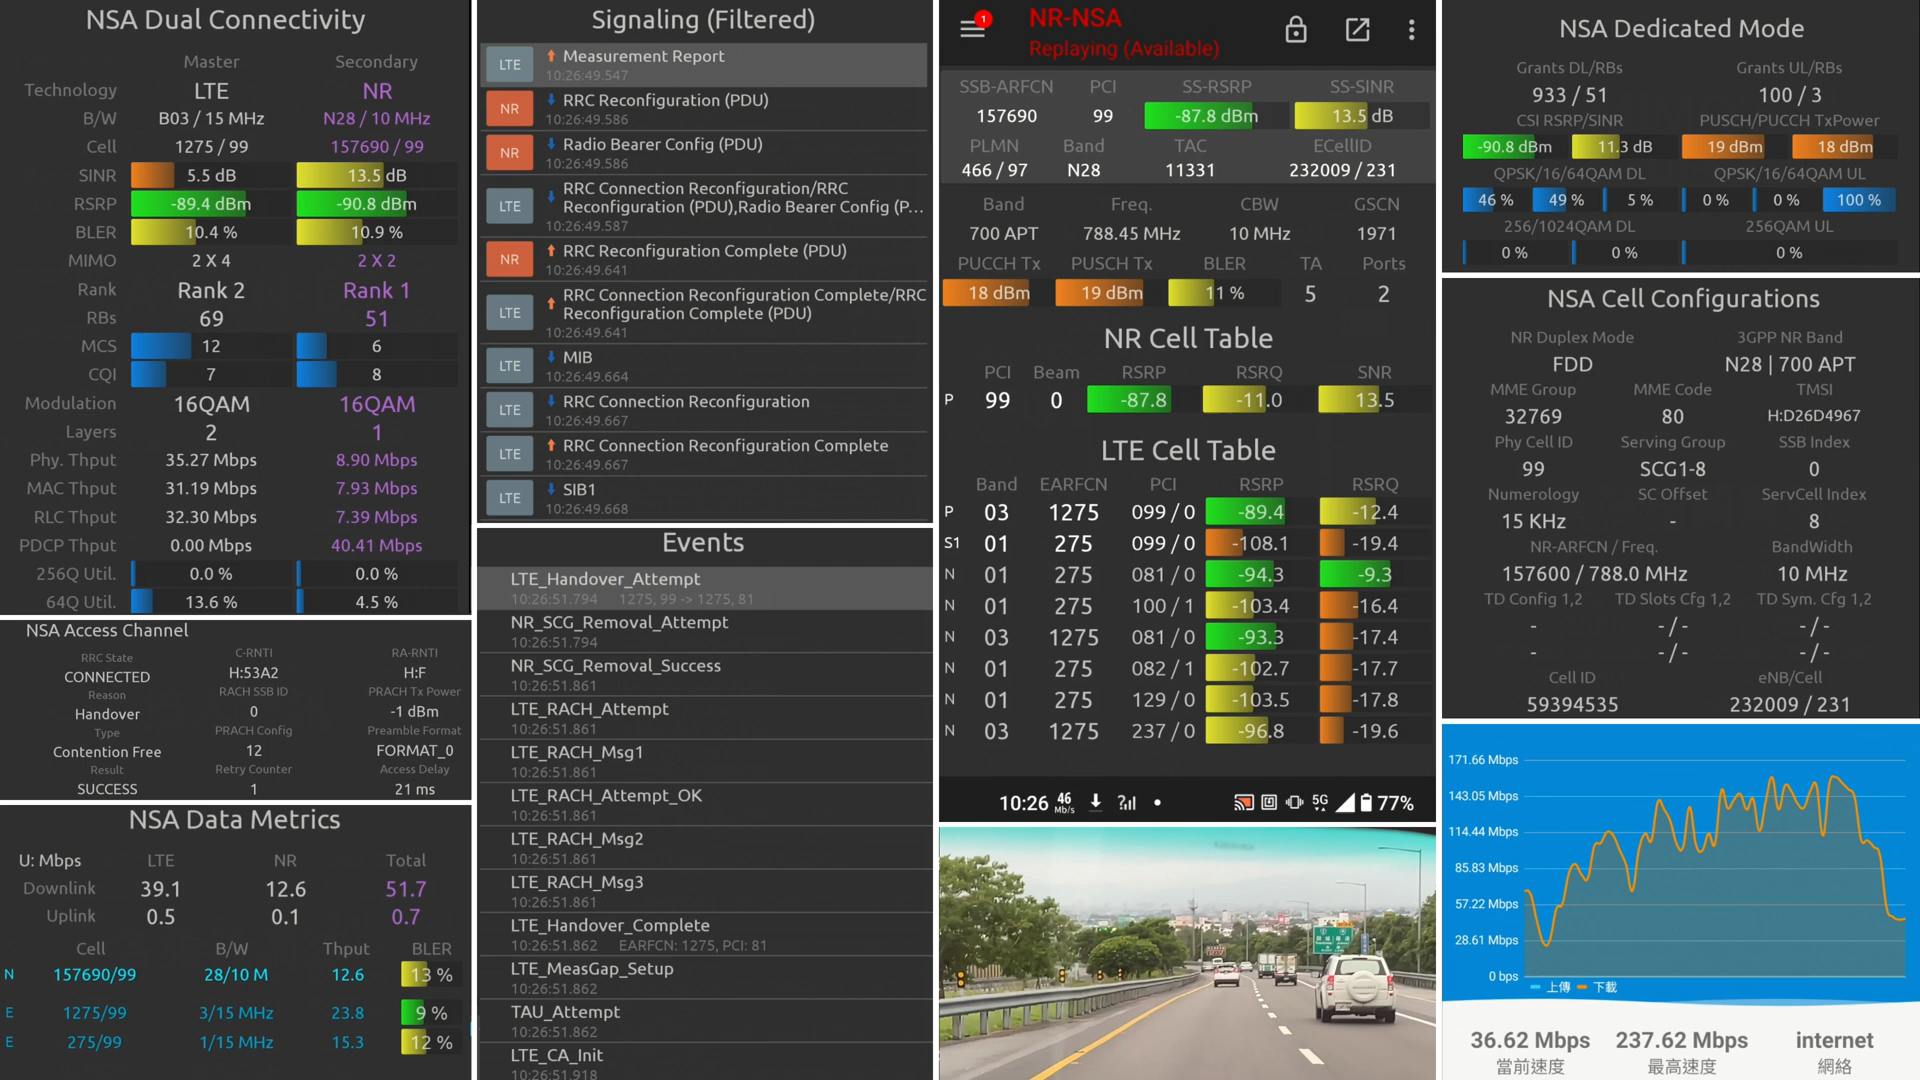 NSA Dual Connectivity
Master Secondary
Technology LTE NR
B/W B03 / 15 MHz N28 / 10 MHz
Cell 1275 / 99 157690 / 99
SINR 5.5 dB 13.5 dB
RSRP -89.4 dBm -90.8 dBm
BLER 10.4 % 10.9 %
MIMO 2 X 4 2 X 2
Rank Rank 2 Rank 1
RBs 69 51
MCS 12 6
CQI 7 8
Modulation 16QAM 16QAM
Layers 2 1
Phy. Thput 35.27 Mbps 8.90 Mbps
MAC Thput 31.19 Mbps 7.93 Mbps
RLC Thput 32.30 Mbps 7.39 Mbps
PDCP Thput 0.00 Mbps 40.41 Mbps
256Q Util. 0.0 % 0.0 %
64Q Util. 13.6 % 4.5 %
NSA Access Channel
RRC State C-RNTI RA-RNTI
CONNECTED H:53A2 H:F
Reason RACH SSB ID PRACH Tx Power
Handover 0 -1 dBm
Type PRACH Config Preamble Format
Contention Free 12 FORMAT_0
Result Retry Counter Access Delay
SUCCESS 1 21 ms
NSA Data Metrics
U: Mbps LTE NR Total
Downlink 39.1 12.6 51.7
Uplink 0.5 0.1 0.7
Cell B/W Thput BLER
N 157690/99 28/10 M 12.6 13 %
E 1275/99 3/15 MHz 23.8 9 %
E 275/99 1/15 MHz 15.3 12 %
Signaling (Filtered)
LTE Measurement Report
10:26:49.547
NR RRC Reconfiguration (PDU)
10:26:49.586
NR Radio Bearer Config (PDU)
10:26:49.586
LTE RRC Connection Reconfiguration/RRC
Reconfiguration (PDU),Radio Bearer Config (P...
10:26:49.587
NR RRC Reconfiguration Complete (PDU)
10:26:49.641
LTE RRC Connection Reconfiguration Complete/RRC
Reconfiguration Complete (PDU)
10:26:49.641
LTE MIB
10:26:49.664
LTE RRC Connection Reconfiguration
10:26:49.667
LTE RRC Connection Reconfiguration Complete
10:26:49.667
LTE SIB1
10:26:49.668
Events
LTE_Handover_Attempt
10:26:51.794 1275, 99 -> 1275, 81
NR_SCG_Removal_Attempt
10:26:51.794
NR_SCG_Removal_Success
10:26:51.861
LTE_RACH_Attempt
10:26:51.861
LTE_RACH_Msg1
10:26:51.861
LTE_RACH_Attempt_OK
10:26:51.861
LTE_RACH_Msg2
10:26:51.861
LTE_RACH_Msg3
10:26:51.861
LTE_Handover_Complete
10:26:51.862 EARFCN: 1275, PCI: 81
LTE_MeasGap_Setup
10:26:51.862
TAU_Attempt
10:26:51.862
LTE_CA_Init
10:26:51.918
1
NR-NSA
Replaying (Available)
SSB-ARFCN PCI SS-RSRP SS-SINR
157690 99 -87.8 dBm 13.5 dB
PLMN Band TAC ECellID
466 / 97 N28 11331 232009 / 231
Band Freq. CBW GSCN
700 APT 788.45 MHz 10 MHz 1971
PUCCH Tx PUSCH Tx BLER TA Ports
18 dBm 19 dBm 11 % 5 2
NR Cell Table
PCI Beam RSRP RSRQ SNR
P 99 0 -87.8 -11.0 13.5
LTE Cell Table
Band EARFCN PCI RSRP RSRQ
P 03 1275 099 / 0 -89.4 -12.4
S1 01 275 099 / 0 -108.1 -19.4
N 01 275 081 / 0 -94.3 -9.3
N 01 275 100 / 1 -103.4 -16.4
N 03 1275 081 / 0 -93.3 -17.4
N 01 275 082 / 1 -102.7 -17.7
N 01 275 129 / 0 -103.5 -17.8
N 03 1275 237 / 0 -96.8 -19.6
10:26 46 Mb/s 5G 77%
NSA Dedicated Mode
Grants DL/RBs Grants UL/RBs
933 / 51 100 / 3
CSI RSRP/SINR PUSCH/PUCCH TxPower
-90.8 dBm 11.3 dB 19 dBm 18 dBm
QPSK/16/64QAM DL QPSK/16/64QAM UL
46 % 49 % 5 % 0 % 0 % 100 %
256/1024QAM DL 256QAM UL
0 % 0 % 0 %
NSA Cell Configurations
NR Duplex Mode 3GPP NR Band
FDD N28 | 700 APT
MME Group MME Code TMSI
32769 80 H:D26D4967
Phy Cell ID Serving Group SSB Index
99 SCG1-8 0
Numerology SC Offset ServCell Index
15 KHz - 8
NR-ARFCN / Freq. BandWidth
157600 / 788.0 MHz 10 MHz
TD Config 1,2 TD Slots Cfg 1,2 TD Sym. Cfg 1,2
- - / - - / -
- - / - - / -
Cell ID eNB/Cell
59394535 232009 / 231
171.66 Mbps
143.05 Mbps
114.44 Mbps
85.83 Mbps
57.22 Mbps
28.61 Mbps
0 bps
上傳 下載
36.62 Mbps 237.62 Mbps internet
當前速度 最高速度 網絡